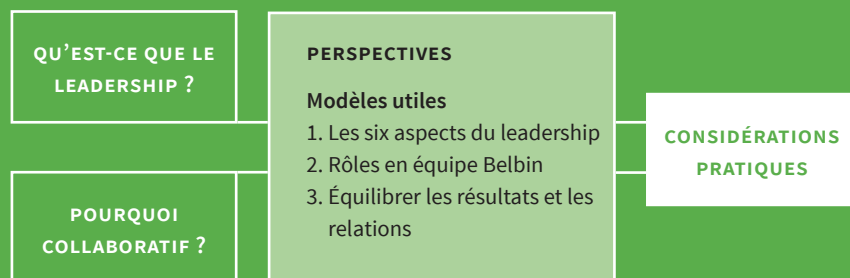 QU’EST-CE QUE LE
LEADERSHIP ?
POURQUOI
COLLABORATIF ?
PERSPECTIVES
Modèles utiles
1. Les six aspects du leadership
2. Rôles en équipe Belbin
3. Équilibrer les résultats et les
relations
CONSIDÉRATIONS
PRATIQUES